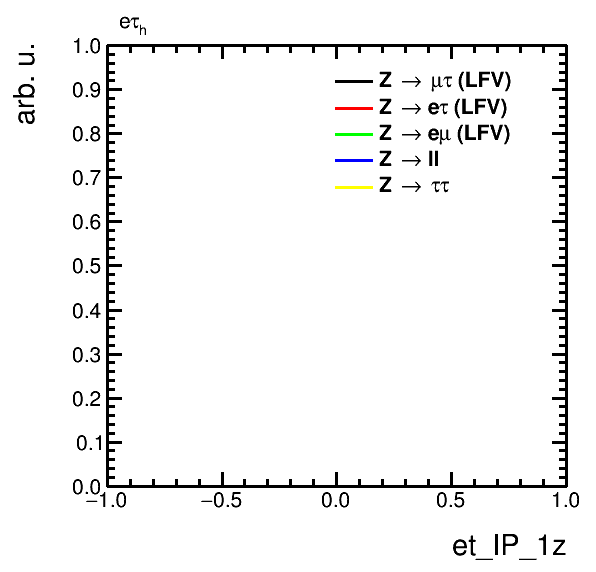 eτh
arb. u.
1.0
0.9
0.8
0.7
0.6
0.5
0.4
0.3
0.2
0.1
0.0
Z → μτ (LFV)
Z → eτ (LFV)
Z → eμ (LFV)
Z → ll
Z → ττ
−1.0 −0.5 0.0 0.5 1.0
et_IP_1z